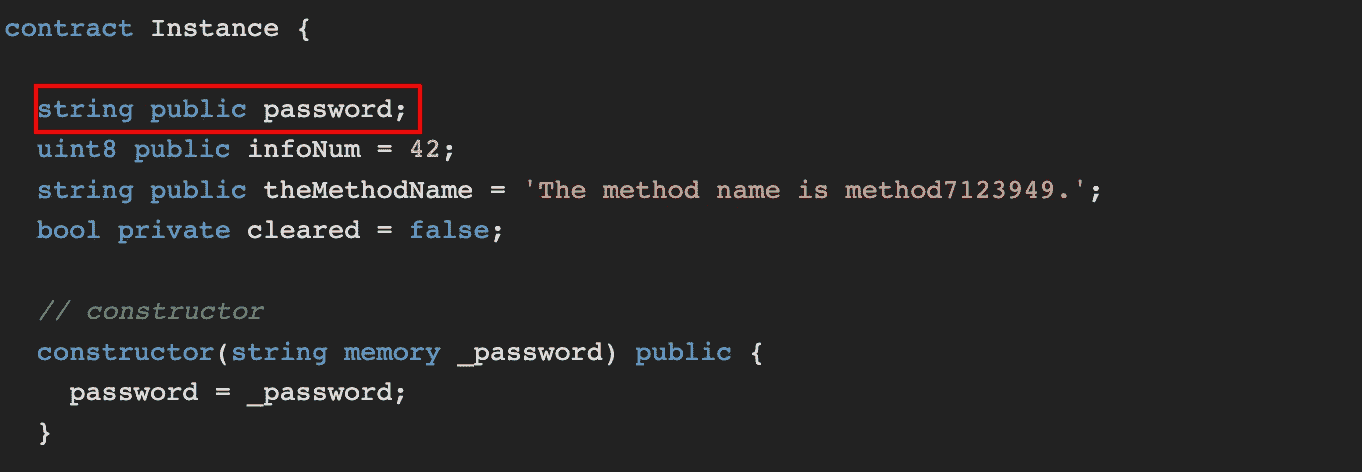 contract Instance {
string public password;
uint8 public infoNum = 42;
string public theMethodName = 'The method name is method7123949.';
bool private cleared = false;
// constructor
constructor(string memory _password) public {
password = _password;
}